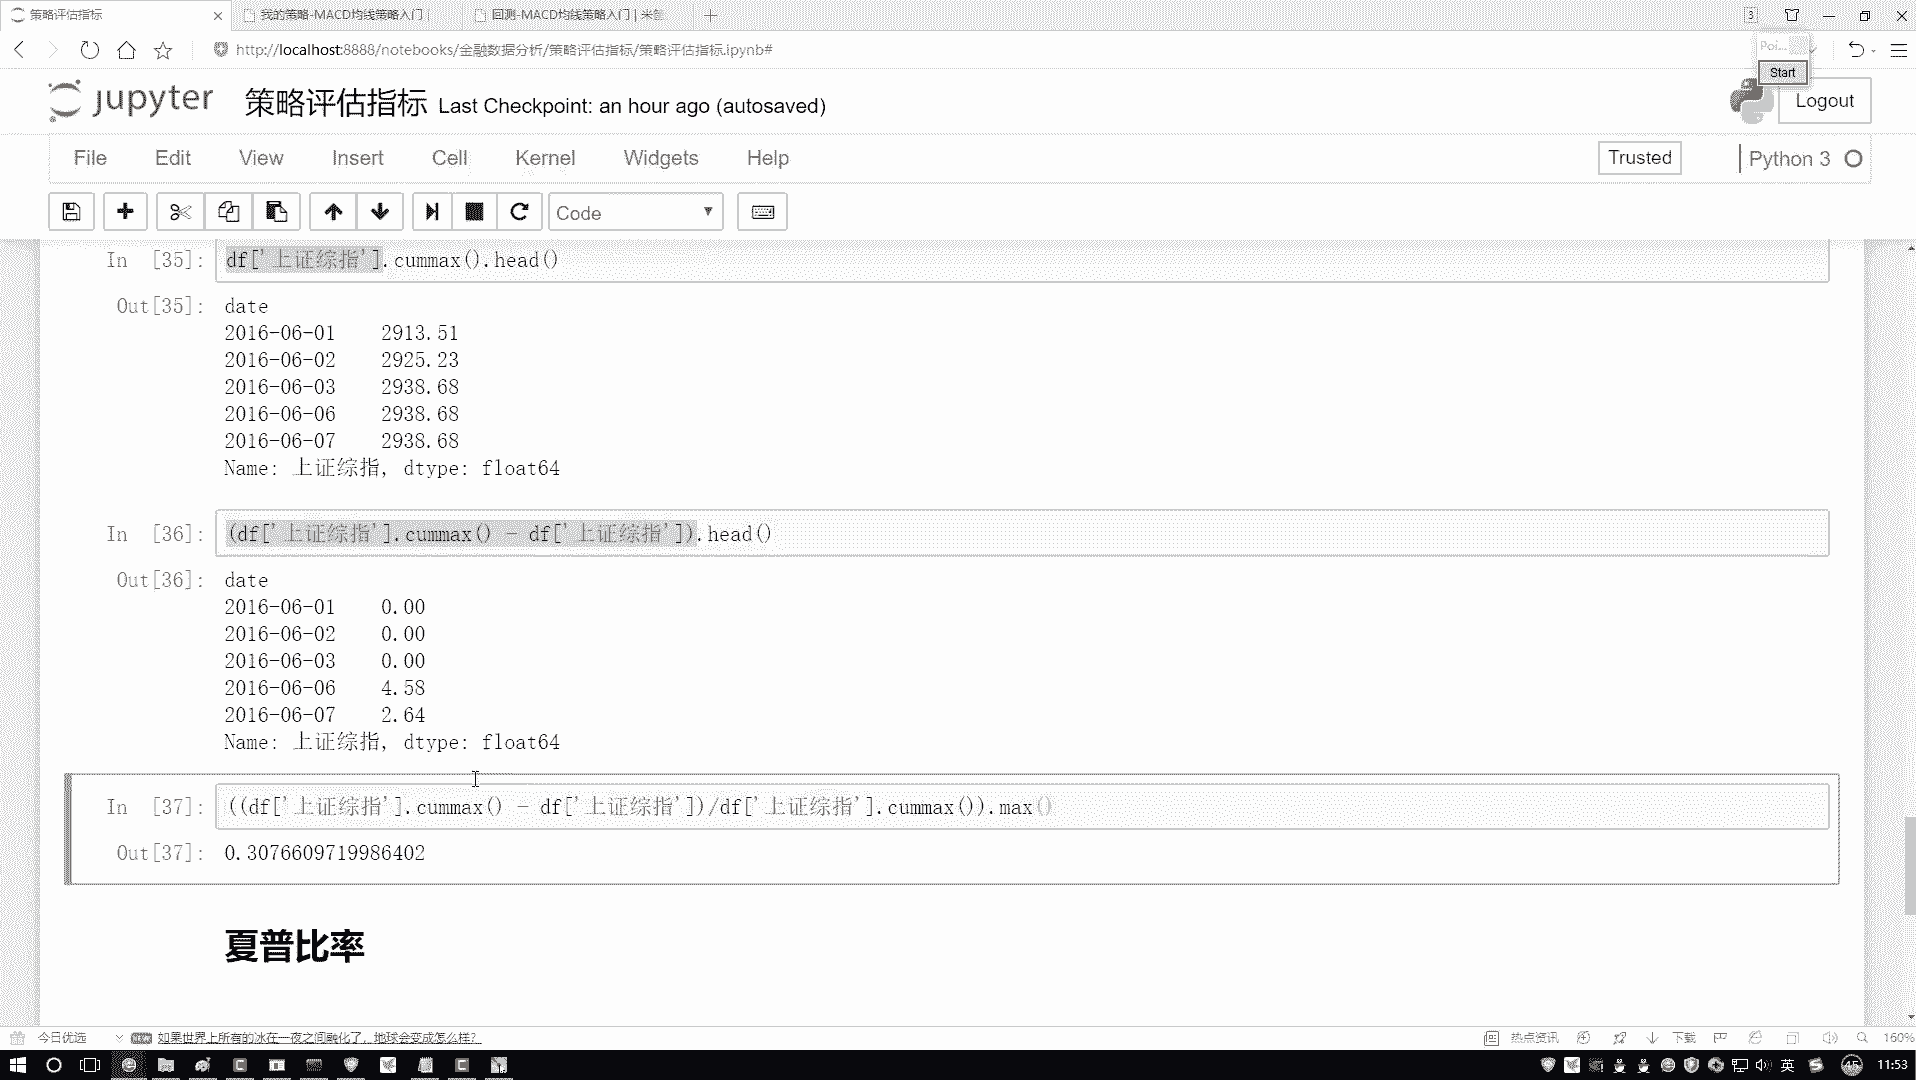 策略评估指标
我的策略-MACD均线策略入门 |
回测-MACD均线策略入门 | 米筐
3
http://localhost:8888/notebooks/金融数据分析/策略评估指标/策略评估指标.ipynb#
Poi...
Start
jupyter
策略评估指标
Last Checkpoint: an hour ago (autosaved)
Logout
File Edit View Insert Cell Kernel Widgets Help
Trusted
Python 3
Code
In [35]: df['上证综指'].cummax().head()
Out[35]: date
2016-06-01 2913.51
2016-06-02 2925.23
2016-06-03 2938.68
2016-06-06 2938.68
2016-06-07 2938.68
Name: 上证综指, dtype: float64
In [36]: (df['上证综指'].cummax() - df['上证综指']).head()
Out[36]: date
2016-06-01 0.00
2016-06-02 0.00
2016-06-03 0.00
2016-06-06 4.58
2016-06-07 2.64
Name: 上证综指, dtype: float64
In [37]: ((df['上证综指'].cummax() - df['上证综指'])/df['上证综指'].cummax()).max()
Out[37]: 0.3076609719986402
夏普比率
今日优选
如果世界上所有的冰在一夜之间融化了，地球会变成怎么样?
热点资讯
下载
160%
英
45
11:53